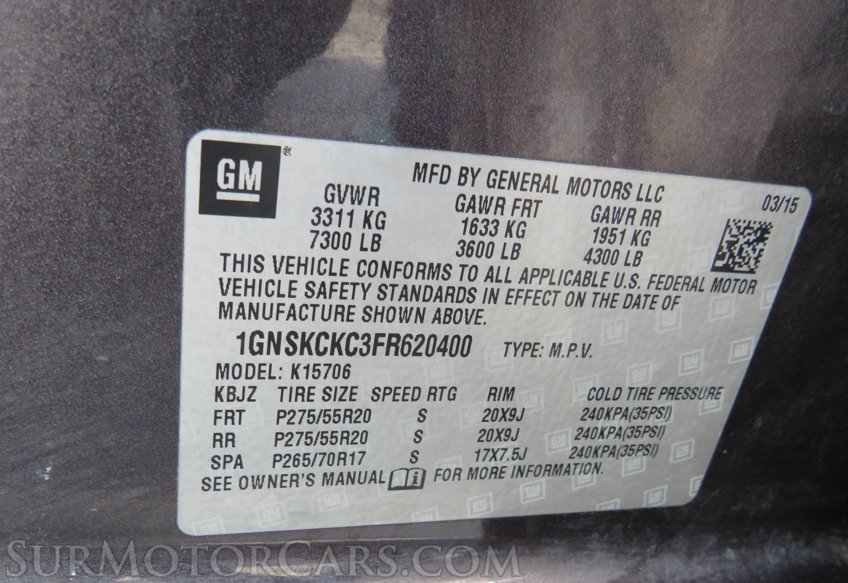 GM ®
MFD BY GENERAL MOTORS LLC
03/15
GVWR GAWR FRT GAWR RR
3311 KG 1633 KG 1951 KG
7300 LB 3600 LB 4300 LB
THIS VEHICLE CONFORMS TO ALL APPLICABLE U.S. FEDERAL MOTOR
VEHICLE SAFETY STANDARDS IN EFFECT ON THE DATE OF
MANUFACTURE SHOWN ABOVE.
1GNSKCKC3FR620400 TYPE: M.P.V.
MODEL: K15706
KBJZ TIRE SIZE SPEED RTG RIM COLD TIRE PRESSURE
FRT P275/55R20 S 20X9J 240KPA(35PSI)
RR P275/55R20 S 20X9J 240KPA(35PSI)
SPA P265/70R17 S 17X7.5J 240KPA(35PSI)
SEE OWNER'S MANUAL FOR MORE INFORMATION.
SURMOTORCARS.COM